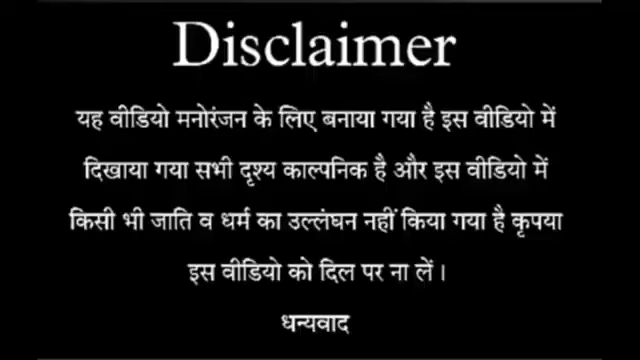 Disclaimer
यह वीडियो मनोरंजन के लिए बनाया गया है इस वीडियो में
दिखाया गया सभी दृश्य काल्पनिक है और इस वीडियो में
किसी भी जाति व धर्म का उल्लंघन नहीं किया गया है कृपया
इस वीडियो को दिल पर ना लें ।
धन्यवाद